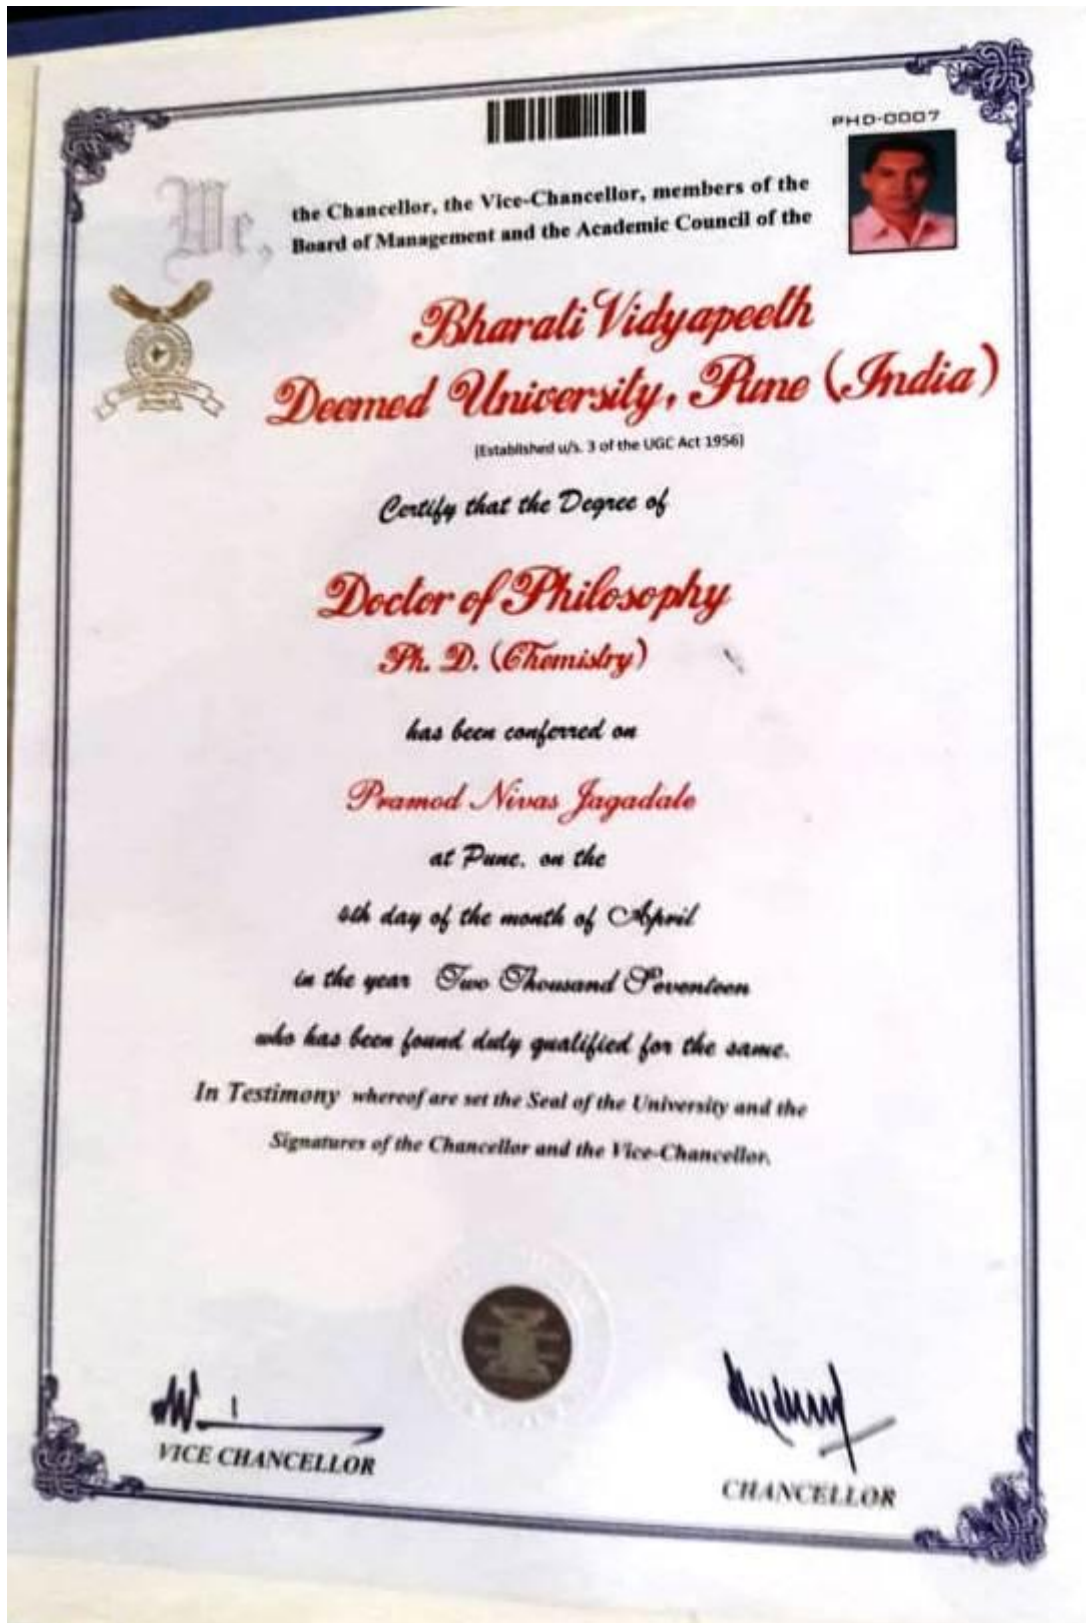 PHD-0007
We,
the Chancellor, the Vice-Chancellor, members of the
Board of Management and the Academic Council of the
Bharati Vidyapeeth
Deemed University, Pune (India)
(Established u/s. 3 of the UGC Act 1956)
Certify that the Degree of
Doctor of Philosophy
Ph. D. (Chemistry)
has been conferred on
Pramod Nivas Jagadale
at Pune, on the
day of the month of April
in the year Two Thousand Seventeen
who has been found duly qualified for the same.
In Testimony whereof are set the Seal of the University and the
Signatures of the Chancellor and the Vice-Chancellor.
VICE CHANCELLOR
CHANCELLOR